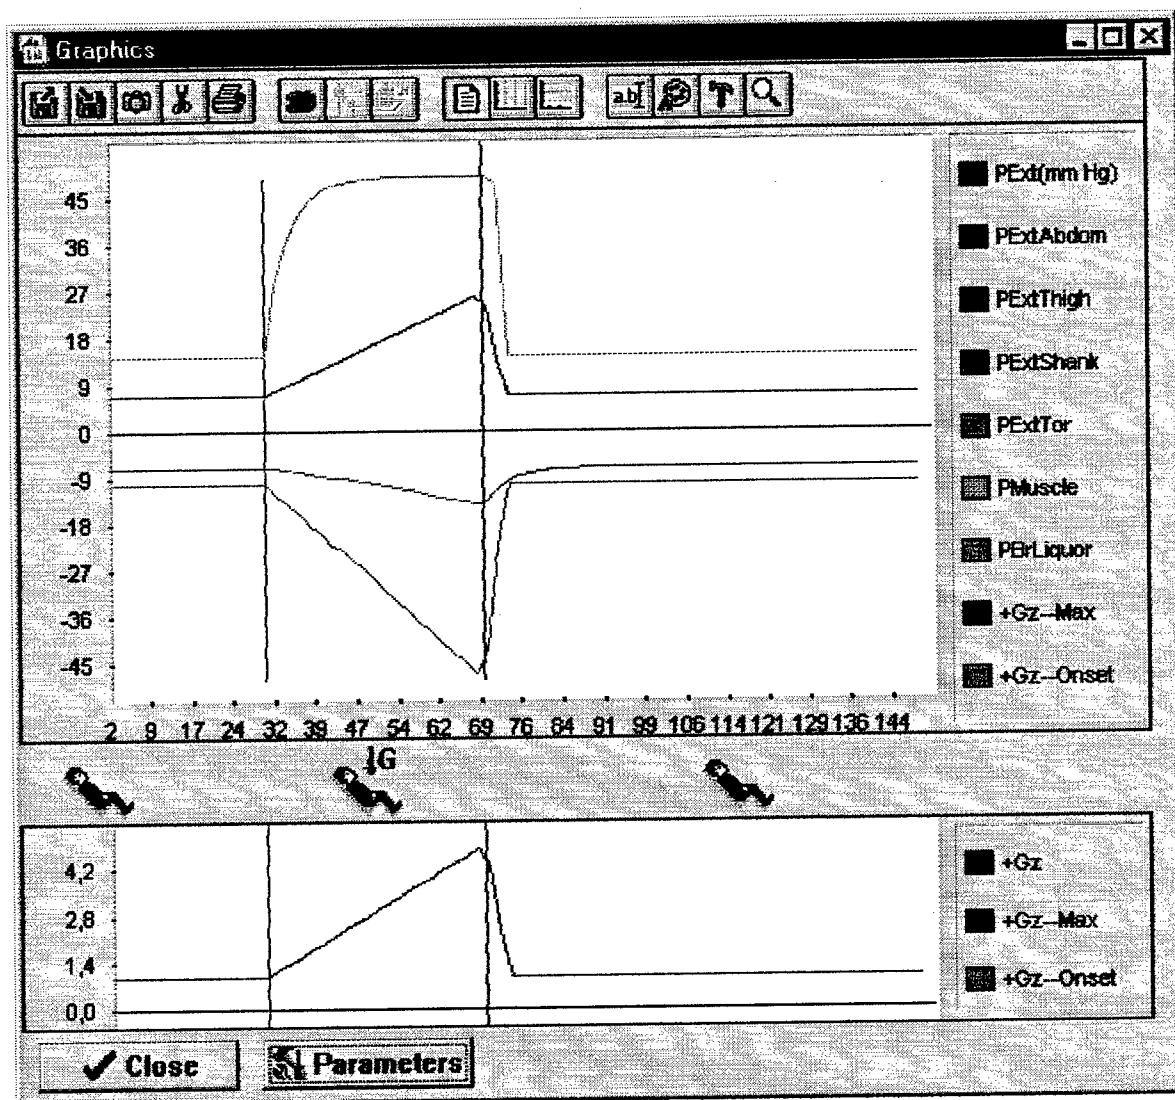 Graphics
a.b
45
36
27
18
9
0
-9
-18
-27
-36
-45
2 9 17 24 32 39 47 54 62 69 76 84 91 99 106 114 121 129 136 144
PExt(mm Hg)
PExtAbdom
PExtThigh
PExtShank
PExtTor
PMuscle
PBrLiquor
+Gz--Max
+Gz--Onset
G
4,2
2,8
1,4
0,0
+Gz
+Gz--Max
+Gz--Onset
Close
Parameters